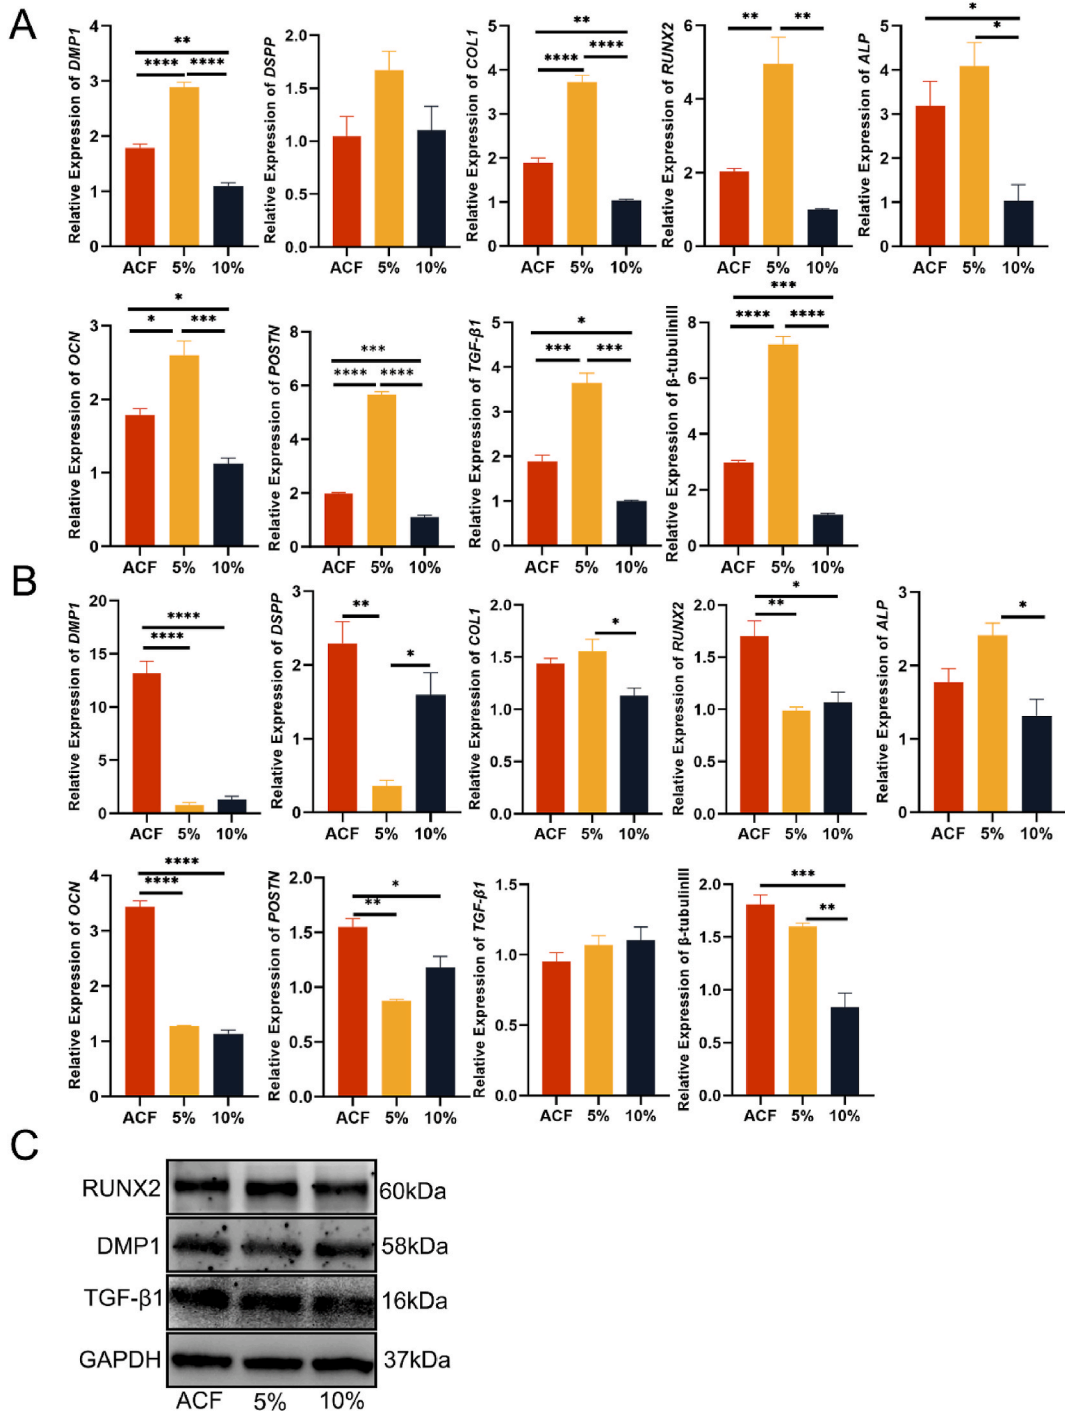 A
Relative Expression of DMP1
4
3
2
1
0
**
**** ****
ACF 5% 10%
Relative Expression of DSPP
2.0
1.5
1.0
0.5
0.0
ACF 5% 10%
Relative Expression of COL1
5
4
3
2
1
0
**
****
****
ACF 5% 10%
Relative Expression of RUNX2
6
4
2
0
** **
ACF 5% 10%
Relative Expression of ALP
5
4
3
2
1
0
*
*
ACF 5% 10%
Relative Expression of OCN
3
2
1
0
*
* ***
ACF 5% 10%
Relative Expression of POSTN
8
6
4
2
0
***
**** ****
ACF 5% 10%
Relative Expression of TGF-β1
5
4
3
2
1
0
*
*** ***
ACF 5% 10%
Relative Expression of β-tubulinIII
8
6
4
2
0
***
**** ****
ACF 5% 10%
B
Relative Expression of DMP1
20
15
10
5
0
****
****
ACF 5% 10%
Relative Expression of DSPP
3
2
1
0
**
*
ACF 5% 10%
Relative Expression of COL1
2.0
1.5
1.0
0.5
0.0
*
ACF 5% 10%
Relative Expression of RUNX2
2.0
1.5
1.0
0.5
0.0
*
**
ACF 5% 10%
Relative Expression of ALP
3
2
1
0
*
ACF 5% 10%
Relative Expression of OCN
4
3
2
1
0
****
****
ACF 5% 10%
Relative Expression of POSTN
2.0
1.5
1.0
0.5
0.0
*
**
ACF 5% 10%
Relative Expression of TGF-β1
1.5
1.0
0.5
0.0
ACF 5% 10%
Relative Expression of β-tubulinIII
2.0
1.5
1.0
0.5
0.0
***
**
ACF 5% 10%
C
RUNX2 60kDa
DMP1 58kDa
TGF-β1 16kDa
GAPDH 37kDa
ACF 5% 10%